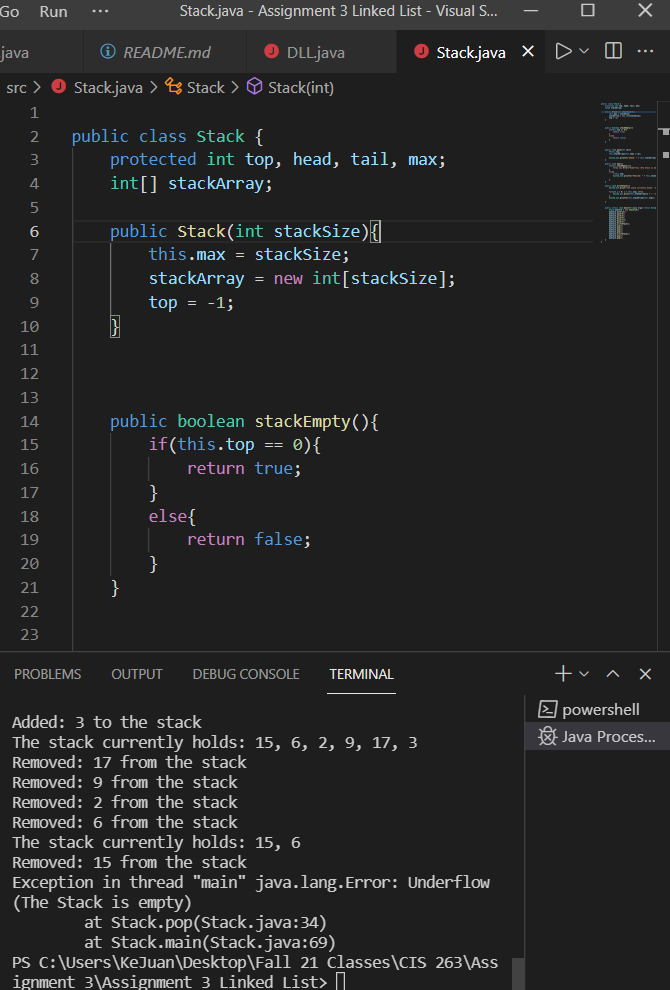 Go Run ··· Stack.java - Assignment 3 Linked List - Visual S...
java README.md DLL.java Stack.java
src > Stack.java > Stack > Stack(int)
1
2 public class Stack {
3 protected int top, head, tail, max;
4 int[] stackArray;
5
6 public Stack(int stackSize){
7 this.max = stackSize;
8 stackArray = new int[stackSize];
9 top = -1;
10 }
11
12
13
14 public boolean stackEmpty(){
15 if(this.top == 0){
16 return true;
17 }
18 else{
19 return false;
20 }
21 }
22
23
PROBLEMS OUTPUT DEBUG CONSOLE TERMINAL
powershell
Java Proces...
Added: 3 to the stack
The stack currently holds: 15, 6, 2, 9, 17, 3
Removed: 17 from the stack
Removed: 9 from the stack
Removed: 2 from the stack
Removed: 6 from the stack
The stack currently holds: 15, 6
Removed: 15 from the stack
Exception in thread "main" java.lang.Error: Underflow
(The Stack is empty)
at Stack.pop(Stack.java:34)
at Stack.main(Stack.java:69)
PS C:\Users\KeJuan\Desktop\Fall 21 Classes\CIS 263\Ass
ignment 3\Assignment 3 Linked List>